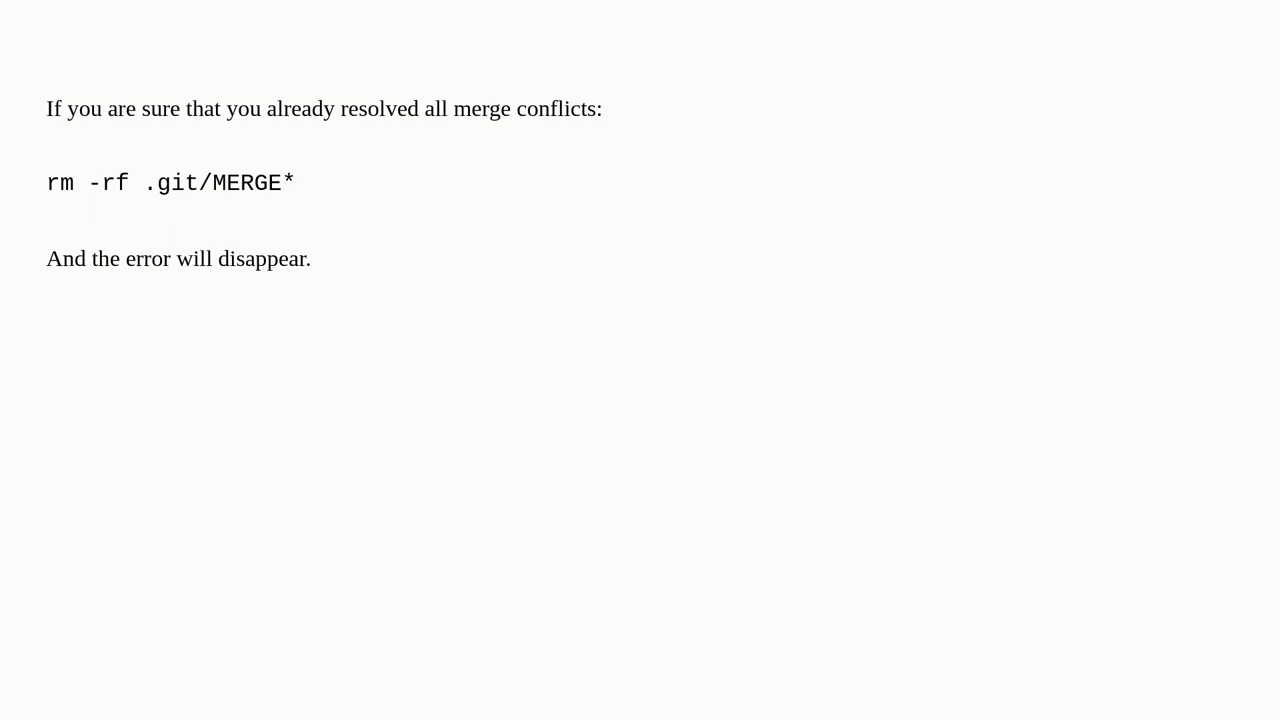 If you are sure that you already resolved all merge conflicts:
rm -rf .git/MERGE*
And the error will disappear.